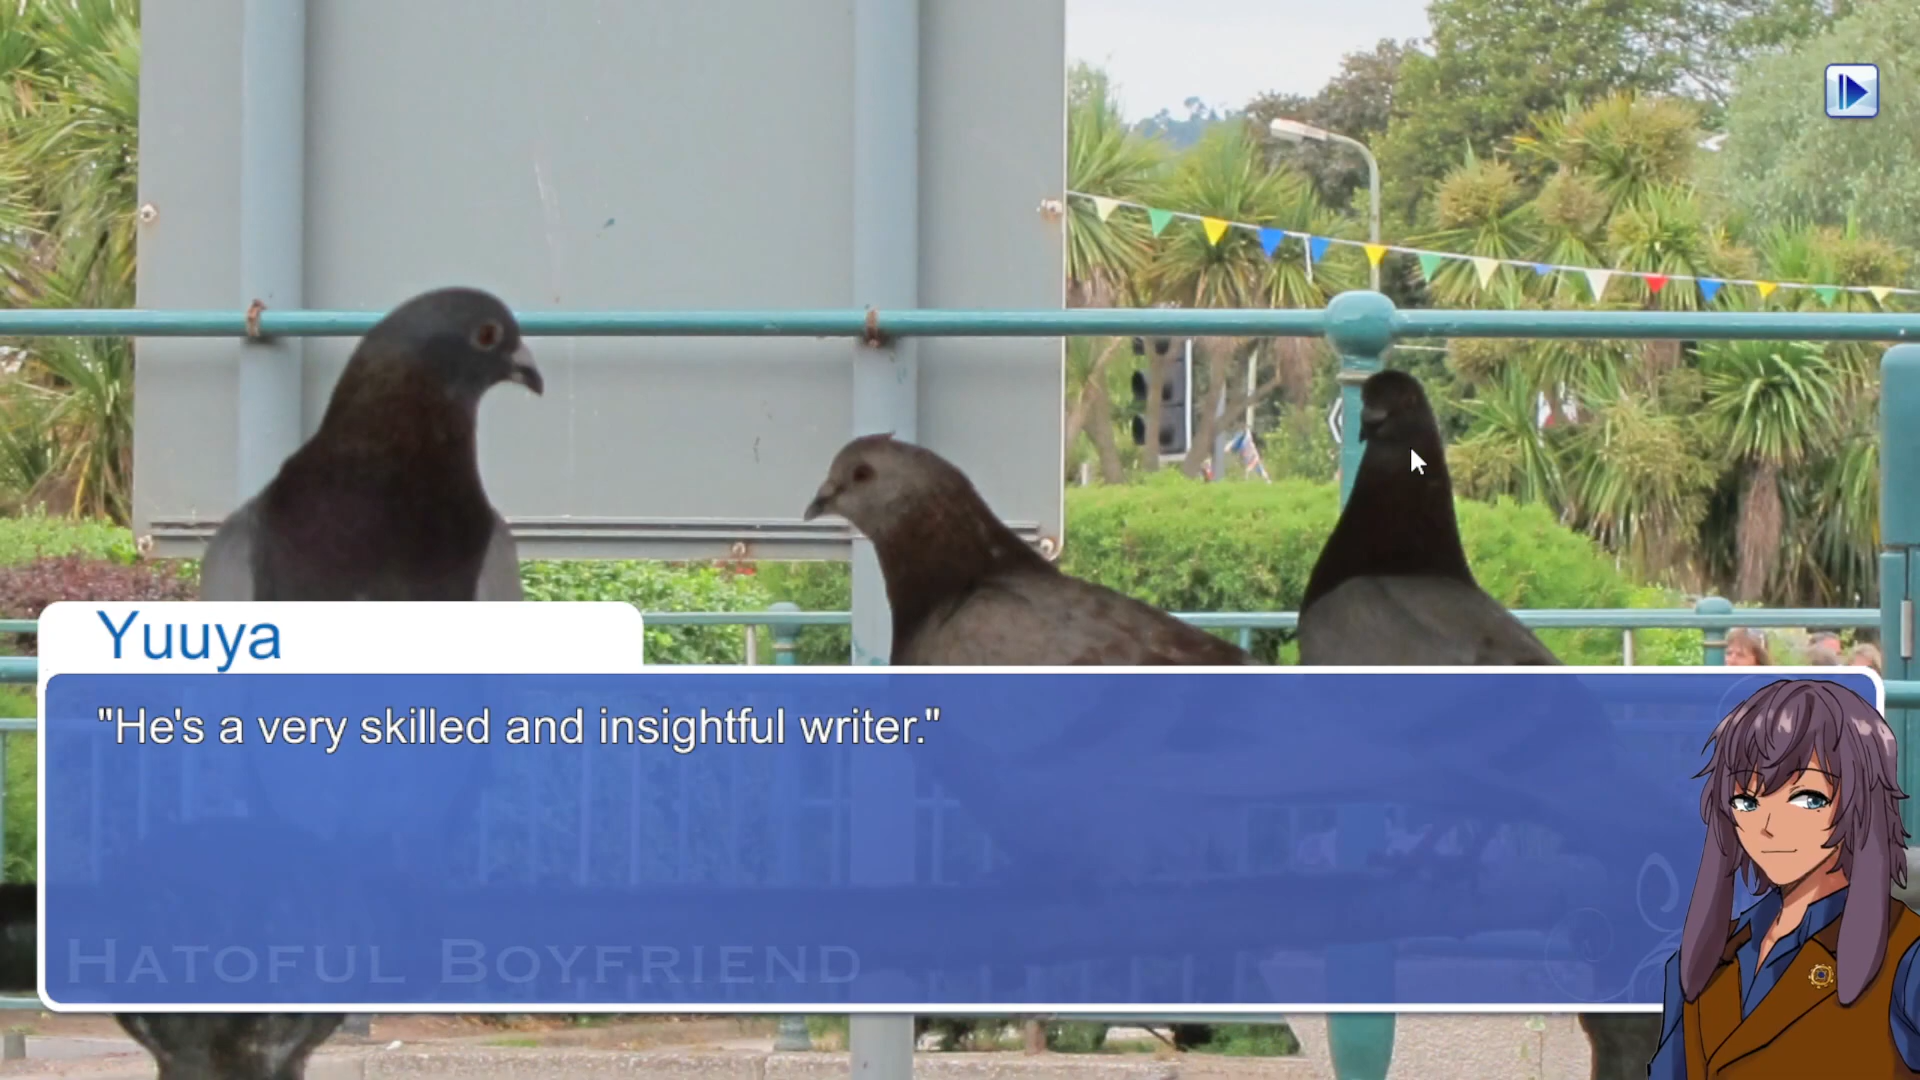 Yuuya
"He's a very skilled and insightful writer."
HATOFUL BOYFRIEND